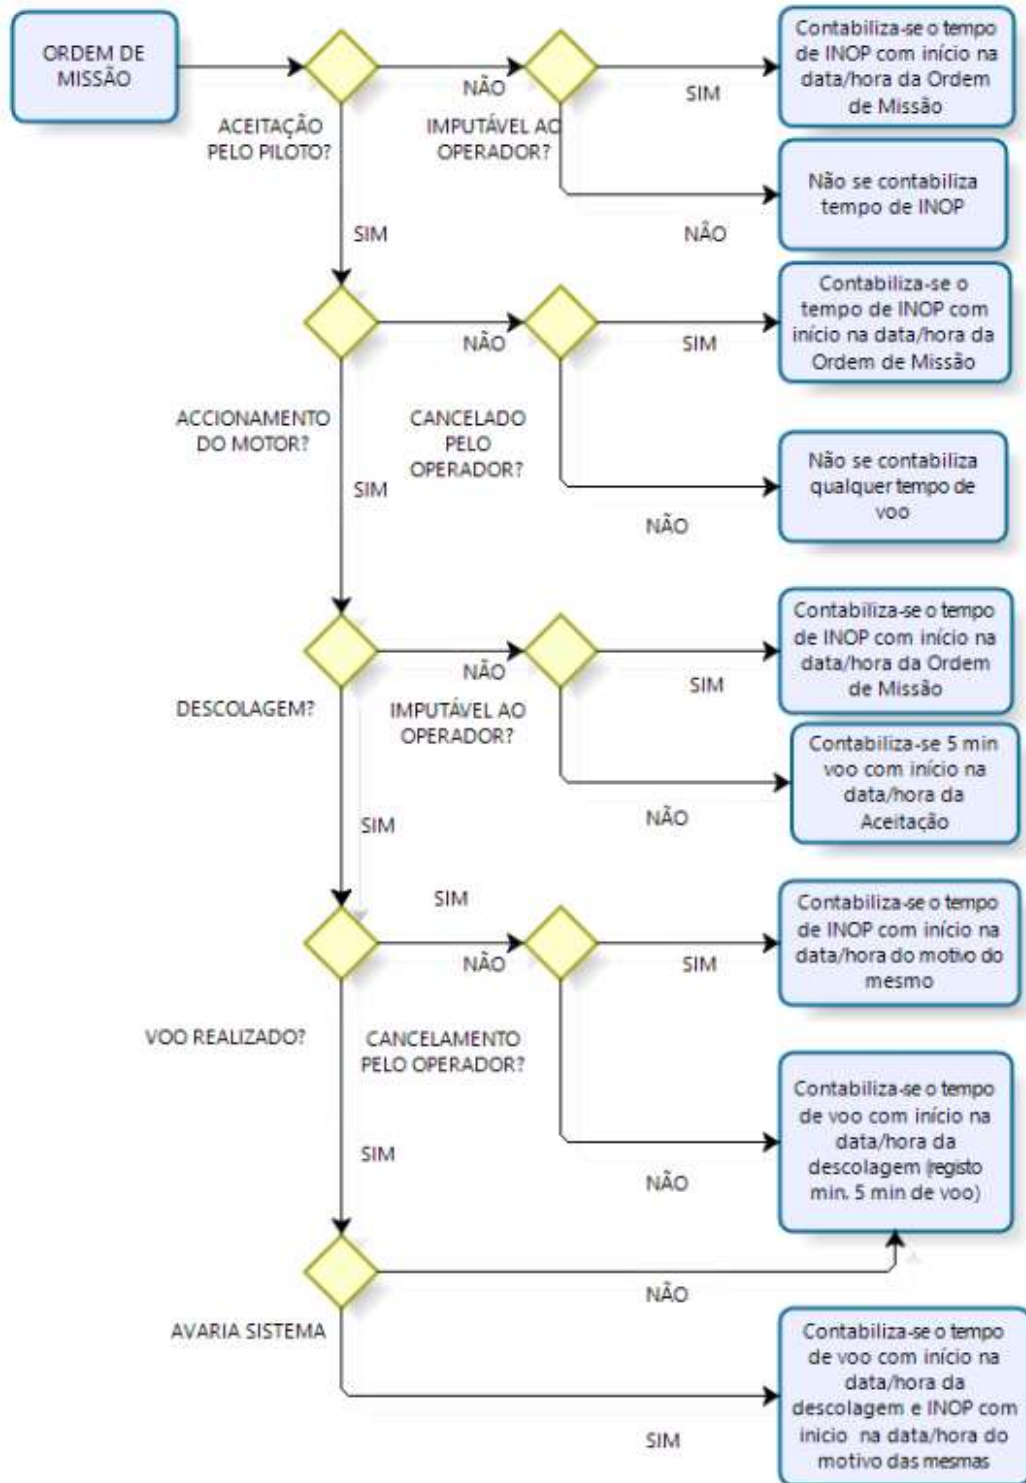 ORDEM DE
MISSÃO
ACEITAÇÃO
PELO PILOTO?
NÃO
IMPUTÁVEL AO
OPERADOR?
SIM
Contabiliza-se o tempo
de INOP com início na
data/hora da Ordem
de Missão
NÃO
Não se contabiliza
tempo de INOP
SIM
ACCIONAMENTO
DO MOTOR?
NÃO
CANCELADO
PELO
OPERADOR?
SIM
Contabiliza-se o
tempo de INOP com
início na data/hora da
Ordem de Missão
NÃO
Não se contabiliza
qualquer tempo de
voo
SIM
DESCOLAGEM?
NÃO
IMPUTÁVEL AO
OPERADOR?
SIM
Contabiliza-se o tempo
de INOP com início na
data/hora da Ordem
de Missão
NÃO
Contabiliza-se 5 min
voo com início na
data/hora da
Aceitação
SIM
SIM
VOO REALIZADO?
NÃO
CANCELAMENTO
PELO OPERADOR?
SIM
Contabiliza-se o tempo
de INOP com início na
data/hora do motivo do
mesmo
NÃO
Contabiliza-se o tempo
de voo com início na
data/hora da
descolagem (registo
min. 5 min de voo)
SIM
AVARIA SISTEMA
NÃO
SIM
Contabiliza-se o tempo
de voo com início na
data/hora da
descolagem e INOP com
inicio na data/hora do
motivo das mesmas